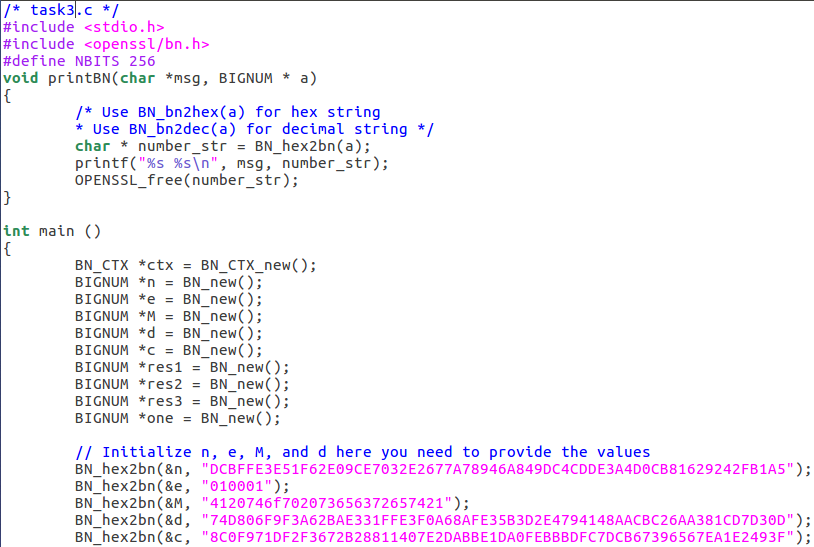 /* task3.c */
#include <stdio.h>
#include <openssl/bn.h>
#define NBITS 256
void printBN(char *msg, BIGNUM * a)
{
        /* Use BN_bn2hex(a) for hex string
        * Use BN_bn2dec(a) for decimal string */
        char * number_str = BN_hex2bn(a);
        printf("%s %s\n", msg, number_str);
        OPENSSL_free(number_str);
}

int main ()
{
        BN_CTX *ctx = BN_CTX_new();
        BIGNUM *n = BN_new();
        BIGNUM *e = BN_new();
        BIGNUM *M = BN_new();
        BIGNUM *d = BN_new();
        BIGNUM *c = BN_new();
        BIGNUM *res1 = BN_new();
        BIGNUM *res2 = BN_new();
        BIGNUM *res3 = BN_new();
        BIGNUM *one = BN_new();

        // Initialize n, e, M, and d here you need to provide the values
        BN_hex2bn(&n, "DCBFFE3E51F62E09CE7032E2677A78946A849DC4CDDE3A4D0CB81629242FB1A5");
        BN_hex2bn(&e, "010001");
        BN_hex2bn(&M, "4120746f702073656372657421");
        BN_hex2bn(&d, "74D806F9F3A62BAE331FFE3F0A68AFE35B3D2E4794148AACBC26AA381CD7D30D");
        BN_hex2bn(&c, "8C0F971DF2F3672B28811407E2DABBE1DA0FEBBBDFC7DCB67396567EA1E2493F");